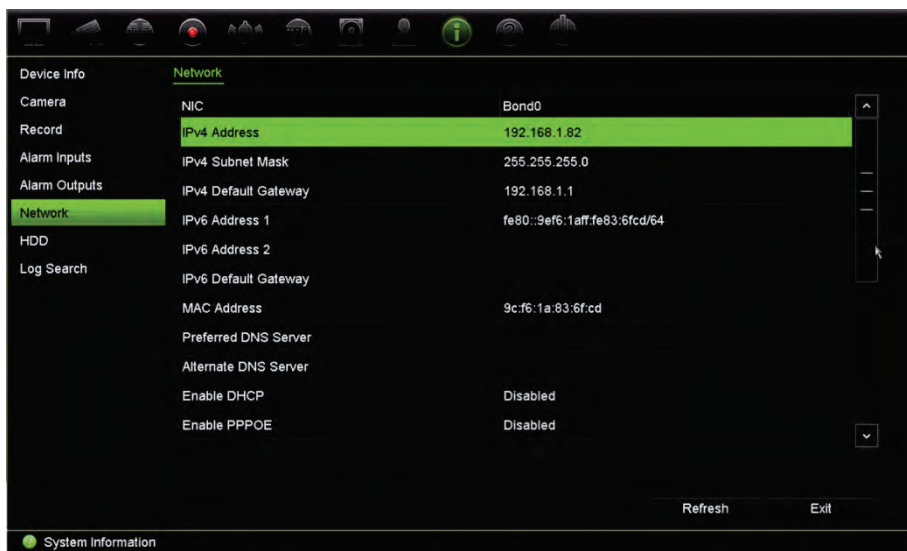 Device Info
Network
Camera
NIC Bond0
Record
IPv4 Address 192.168.1.82
Alarm Inputs
IPv4 Subnet Mask 255.255.255.0
Alarm Outputs
IPv4 Default Gateway 192.168.1.1
Network
IPv6 Address 1 fe80::9ef6:1aff:fe83:6fcd/64
HDD
IPv6 Address 2
Log Search
IPv6 Default Gateway
MAC Address 9c:f6:1a:83:6f:cd
Preferred DNS Server
Alternate DNS Server
Enable DHCP Disabled
Enable PPPOE Disabled
Refresh Exit
System Information